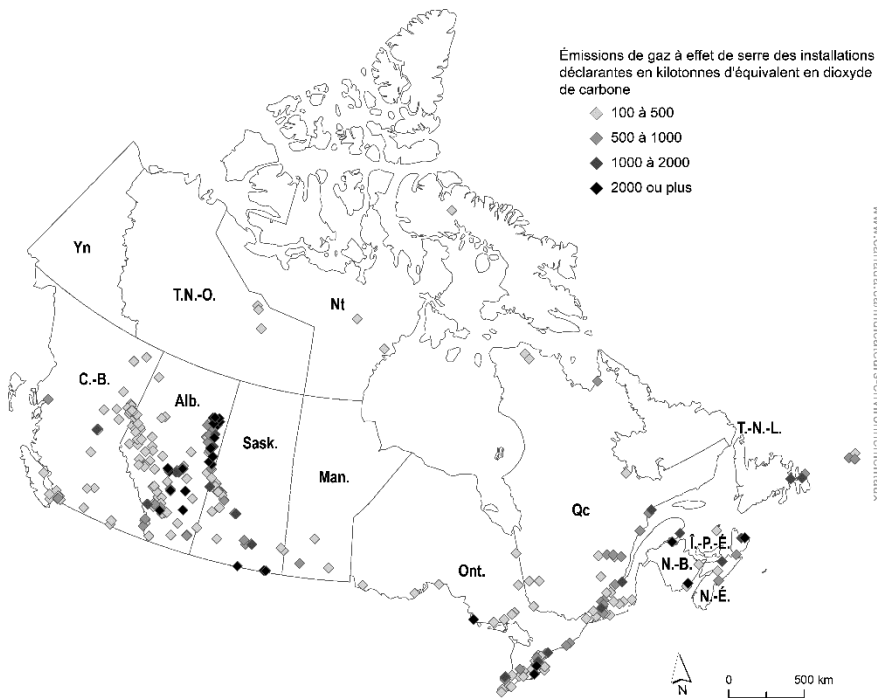 Émissions de gaz à effet de serre des installations
déclarantes en kilotonnes d'équivalent en dioxyde
de carbone
100 à 500
500 à 1000
1000 à 2000
2000 ou plus
Yn
T.N.-O.
Nt
C.-B.
Alb.
Sask.
Man.
Ont.
Qc
T.-N.-L.
Î.-P.-É.
N.-B.
N.-É.
N
0 500 km